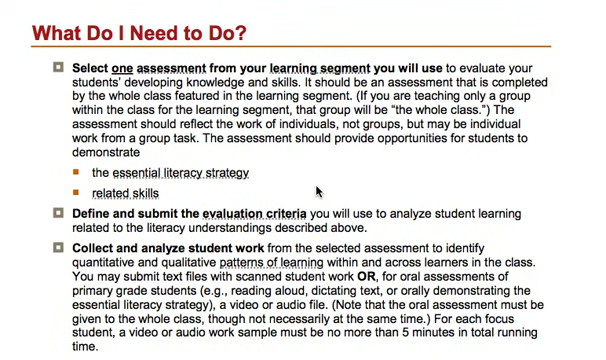 What Do I Need to Do?
Select one assessment from your learning segment you will use to evaluate your
students' developing knowledge and skills. It should be an assessment that is completed
by the whole class featured in the learning segment. (If you are teaching only a group
within the class for the learning segment, that group will be "the whole class.") The
assessment should reflect the work of individuals, not groups, but may be individual
work from a group task. The assessment should provide opportunities for students to
demonstrate
the essential literacy strategy
related skills
Define and submit the evaluation criteria you will use to analyze student learning
related to the literacy understandings described above.
Collect and analyze student work from the selected assessment to identify
quantitative and qualitative patterns of learning within and across learners in the class.
You may submit text files with scanned student work OR, for oral assessments of
primary grade students (e.g., reading aloud, dictating text, or orally demonstrating the
essential literacy strategy), a video or audio file. (Note that the oral assessment must be
given to the whole class, though not necessarily at the same time.) For each focus
student, a video or audio work sample must be no more than 5 minutes in total running
time.